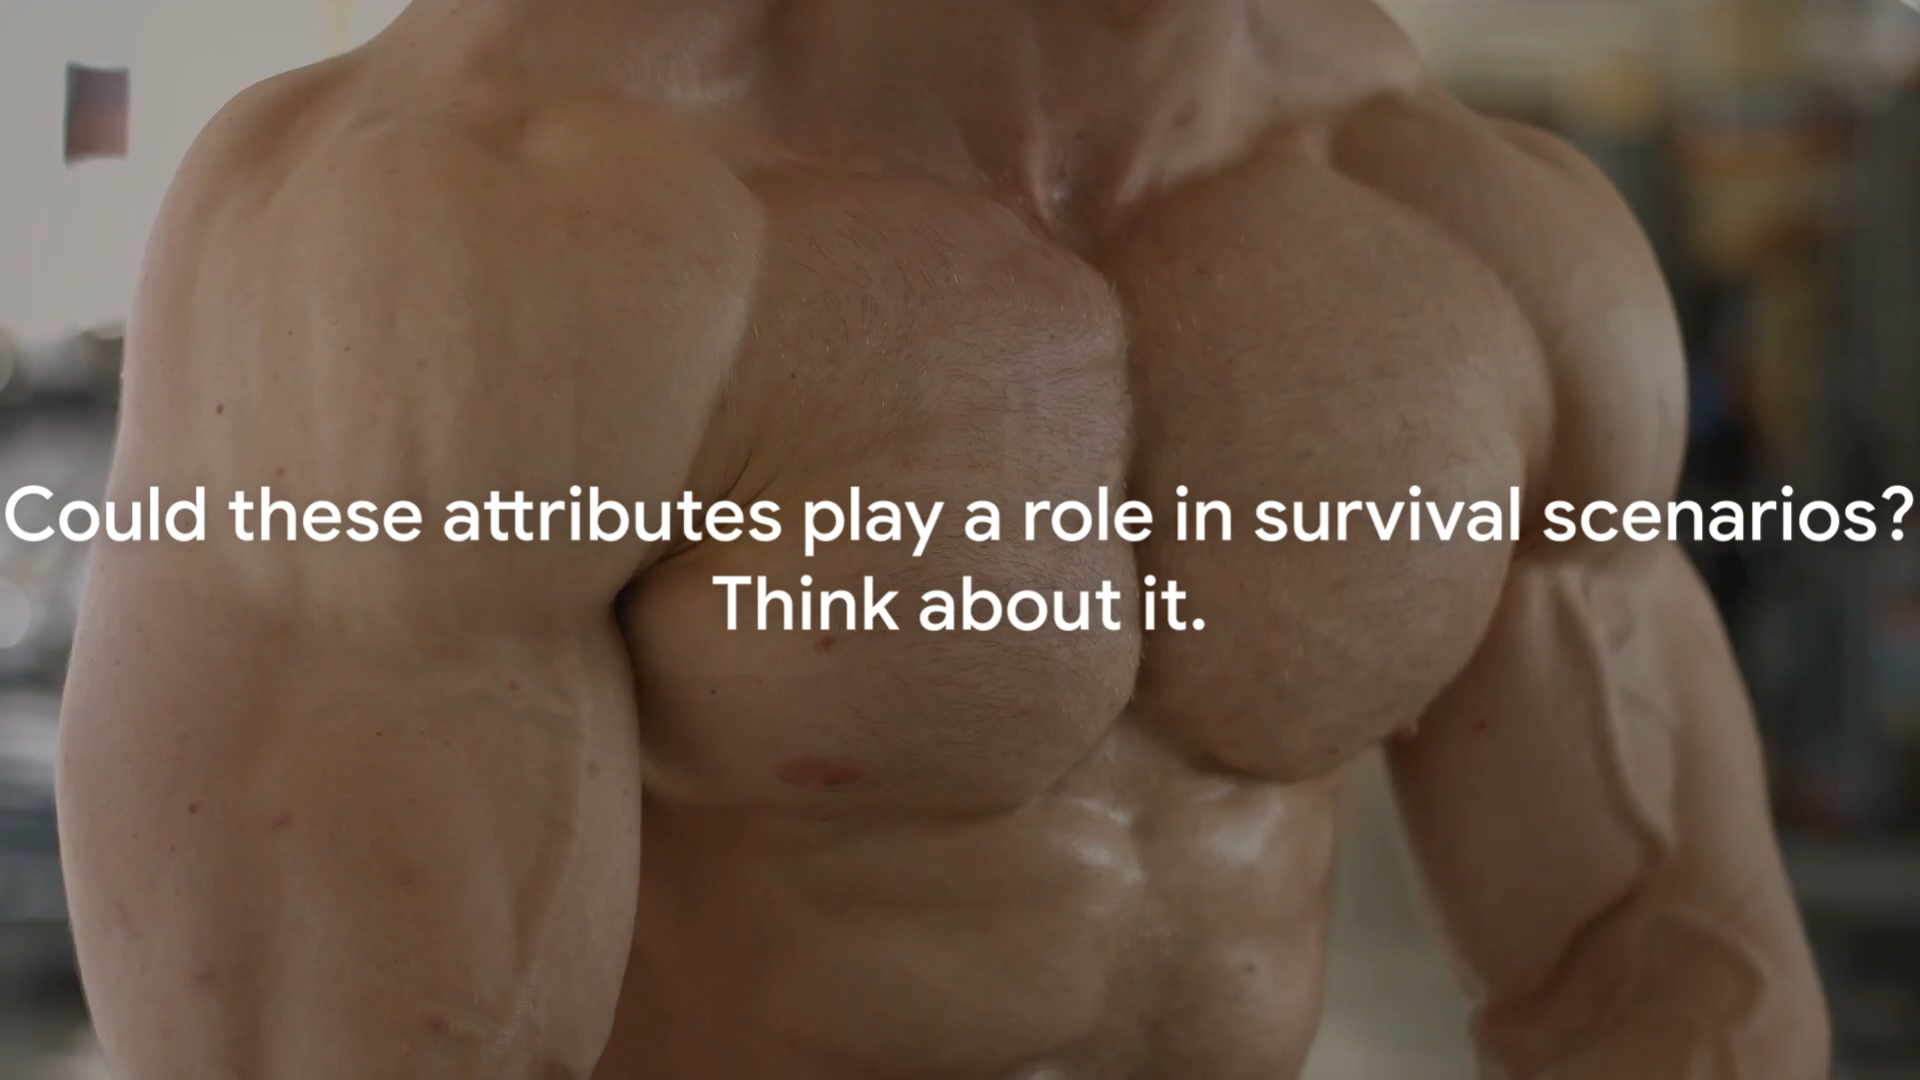 Could these attributes play a role in survival scenarios?
Think about it.